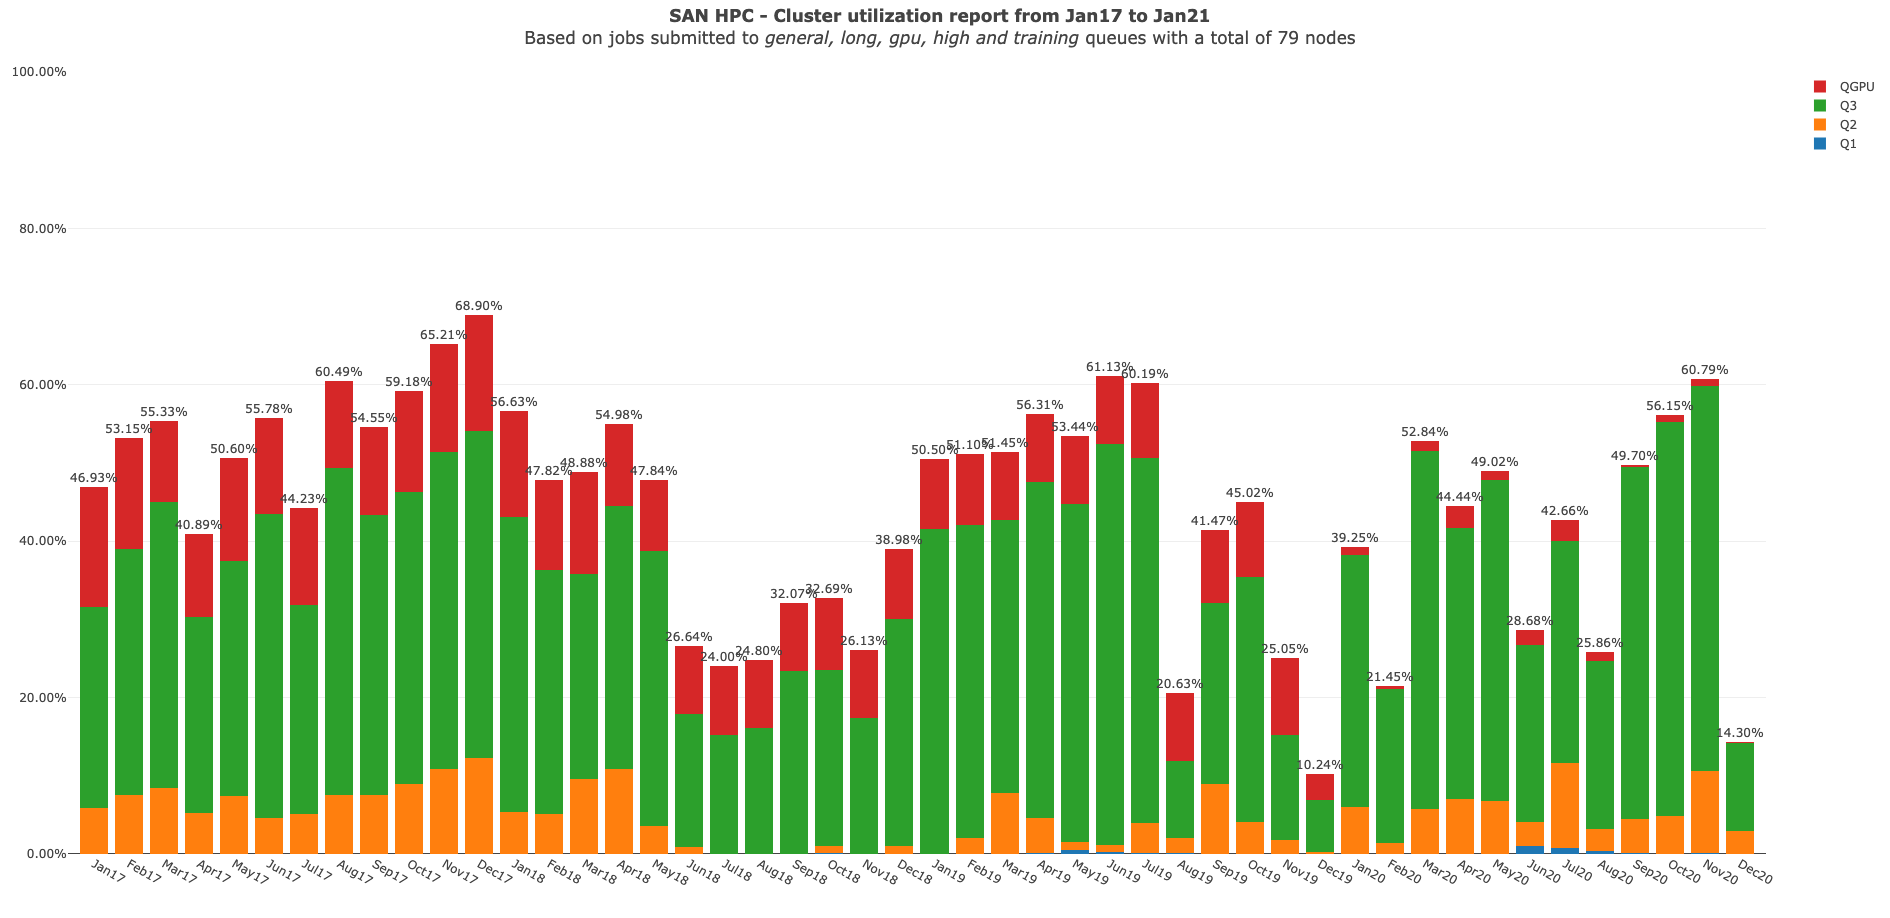 SAN HPC - Cluster utilization report from Jan17 to Jan21
Based on jobs submitted to general, long, gpu, high and training queues with a total of 79 nodes
100.00%
80.00%
60.00%
40.00%
20.00%
0.00%
QGPU
Q3
Q2
Q1
46.93%
53.15%
55.33%
40.89%
50.60%
55.78%
44.23%
60.49%
54.55%
59.18%
65.21%
68.90%
56.63%
47.82%
48.88%
54.98%
47.84%
26.64%
24.00%
24.80%
32.07%
32.69%
26.13%
38.98%
50.50%
51.10%
51.45%
56.31%
53.44%
61.13%
60.19%
20.63%
41.47%
45.02%
25.05%
10.24%
39.25%
21.45%
52.84%
44.44%
49.02%
28.68%
42.66%
25.86%
49.70%
56.15%
60.79%
14.30%
Jan17
Feb17
Mar17
Apr17
May17
Jun17
Jul17
Aug17
Sep17
Oct17
Nov17
Dec17
Jan18
Feb18
Mar18
Apr18
May18
Jun18
Jul18
Aug18
Sep18
Oct18
Nov18
Dec18
Jan19
Feb19
Mar19
Apr19
May19
Jun19
Jul19
Aug19
Sep19
Oct19
Nov19
Dec19
Jan20
Feb20
Mar20
Apr20
May20
Jun20
Jul20
Aug20
Sep20
Oct20
Nov20
Dec20